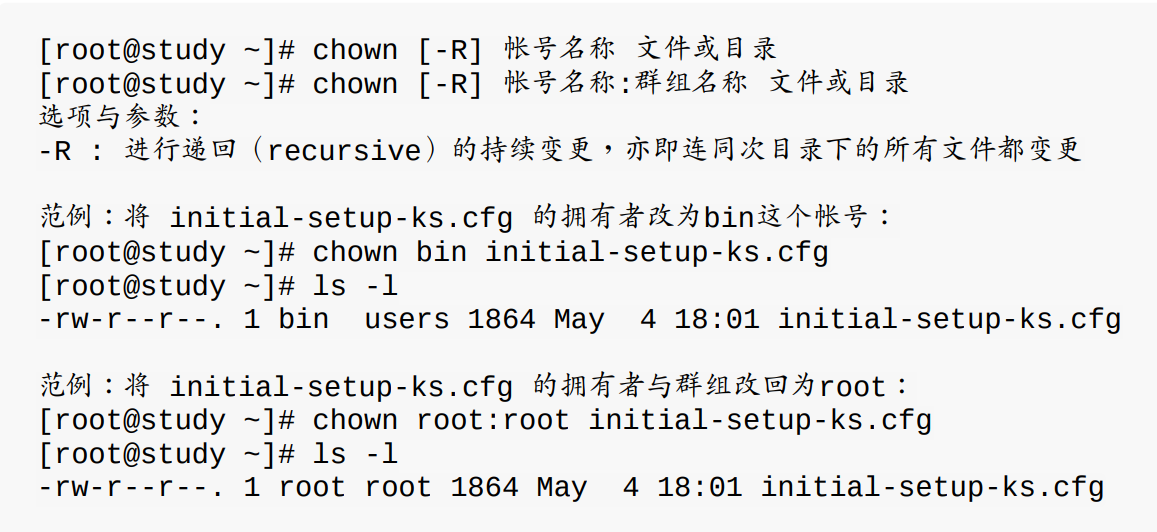 [root@study ~]# chown [-R] 帐号名称 文件或目录
[root@study ~]# chown [-R] 帐号名称:群组名称 文件或目录
选项与参数：
-R : 进行递回（recursive）的持续变更，亦即连同次目录下的所有文件都变更
范例：将 initial-setup-ks.cfg 的拥有者改为bin这个帐号：
[root@study ~]# chown bin initial-setup-ks.cfg
[root@study ~]# ls -l
-rw-r--r--. 1 bin  users 1864 May  4 18:01 initial-setup-ks.cfg
范例：将 initial-setup-ks.cfg 的拥有者与群组改回为root：
[root@study ~]# chown root:root initial-setup-ks.cfg
[root@study ~]# ls -l
-rw-r--r--. 1 root root 1864 May  4 18:01 initial-setup-ks.cfg